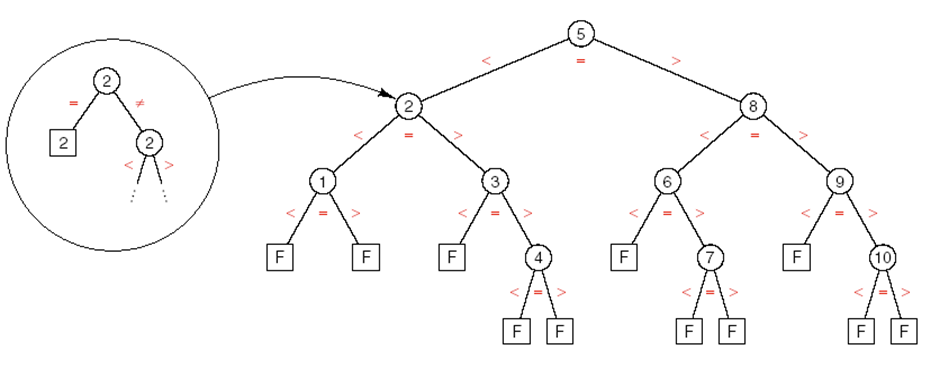 5
< = >
2
2 8
= ≠
< = > < = >
2 2
< >
1 3 6 9
< = > < = > < = > < = >
F F F 4 F 7 F 10
< = > < = > < = >
F F F F F F